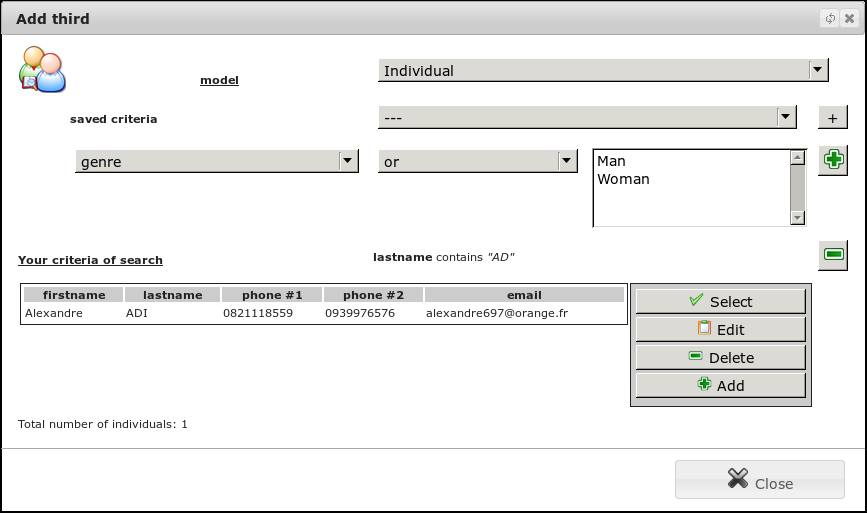 Add third
model
Individual
saved criteria
---
+
genre
or
Man
Woman
Your criteria of search
lastname contains "AD"
firstname lastname phone #1 phone #2 email
Alexandre ADI 0821118559 0939976576 alexandre697@orange.fr
Select
Edit
Delete
Add
Total number of individuals: 1
Close